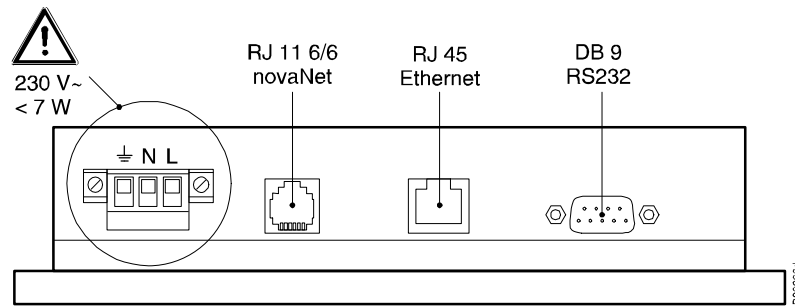 230 V~
< 7 W
RJ 11 6/6
novaNet
RJ 45
Ethernet
DB 9
RS232
N L